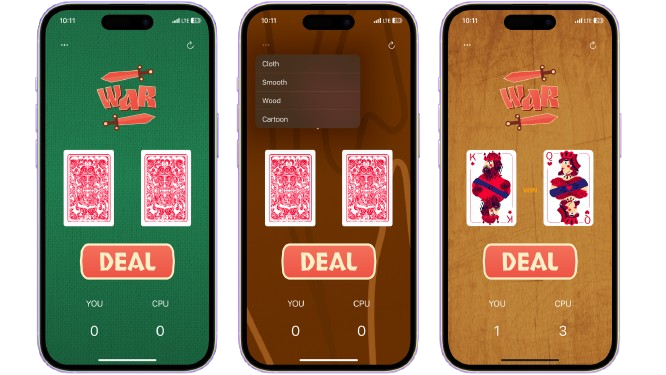 10:11
LTE
WAR
DEAL
YOU CPU
0 0
10:11
LTE
Cloth
Smooth
Wood
Cartoon
DEAL
YOU CPU
0 0
10:11
LTE
WAR
K
Q
WIN
K
Q
DEAL
YOU CPU
1 3